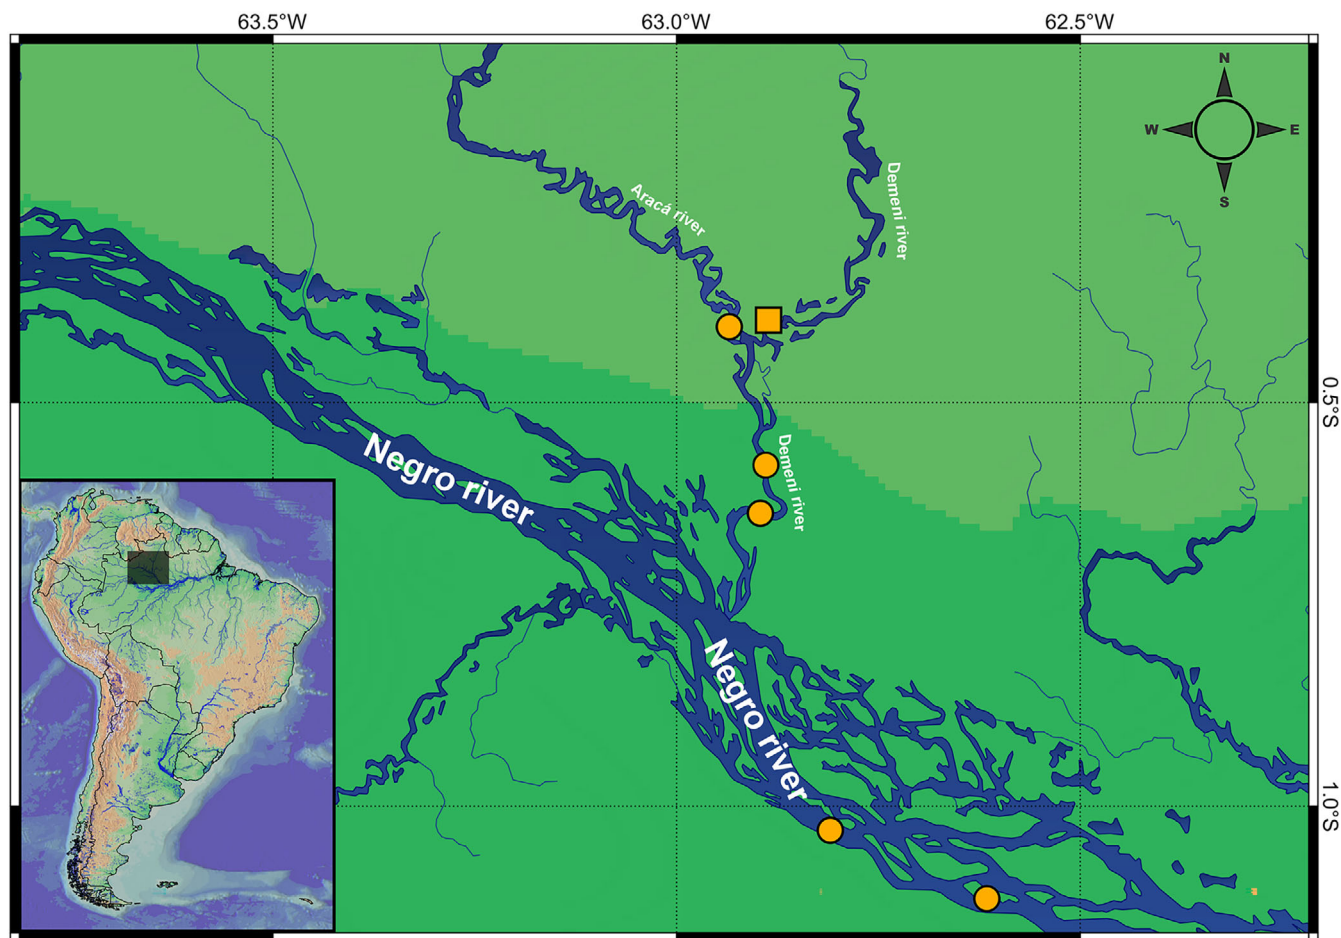 63.5°W
63.0°W
62.5°W
N
W
E
S
Aracá river
Demeni river
0.5°S
Negro river
Demeni river
Negro river
1.0°S